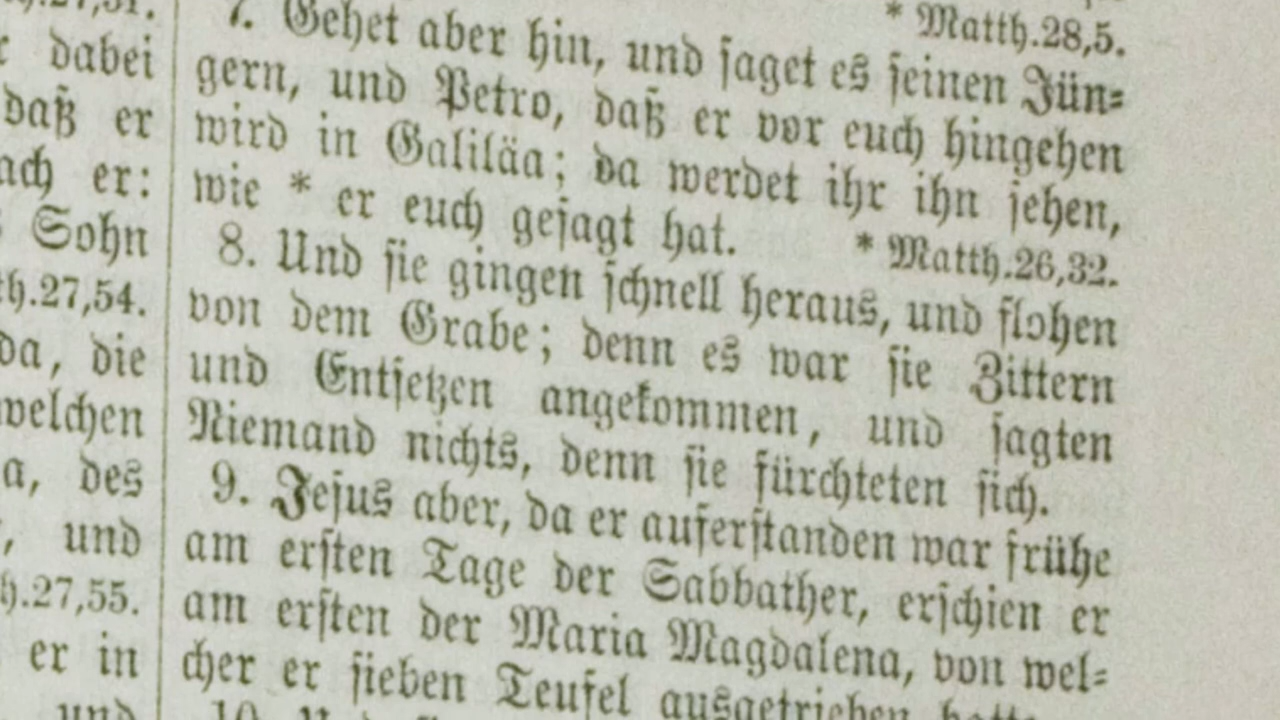 dabei
daß er
er:
Sohn
27,54.
die
welchen
des
und
27,55.
er in
und
* Matth.28,5.
7. Gehet aber hin, und saget es seinen Jün=
gern, und Petro, daß er vor euch hingehen
wird in Galiläa; da werdet ihr ihn sehen,
wie * er euch gesagt hat. * Matth.26,32.
8. Und sie gingen schnell heraus, und flohen
von dem Grabe; denn es war sie Zittern
und Entsetzen angekommen, und sagten
Niemand nichts, denn sie fürchteten sich.
9. Jesus aber, da er auferstanden war frühe
am ersten Tage der Sabbather, erschien er
am ersten der Maria Magdalena, von wel=
cher er sieben Teufel ausgetrieben
10.